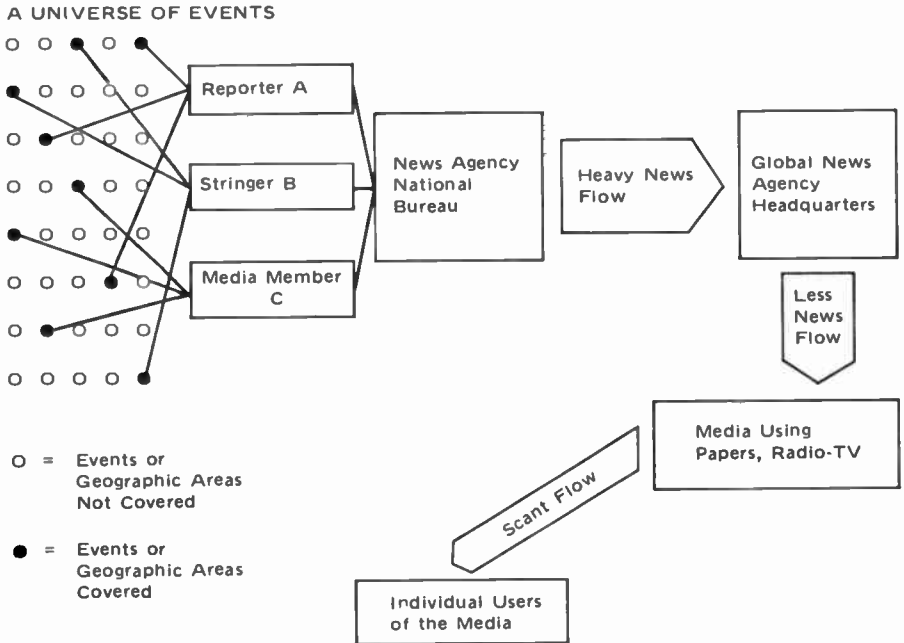 A UNIVERSE OF EVENTS
Reporter A
Stringer B
Media Member
C
News Agency
National
Bureau
Heavy News
Flow
Global News
Agency
Headquarters
Less
News
Flow
Media Using
Papers, Radio-TV
Scant Flow
Individual Users
of the Media
O = Events or
Geographic Areas
Not Covered
● = Events or
Geographic Areas
Covered